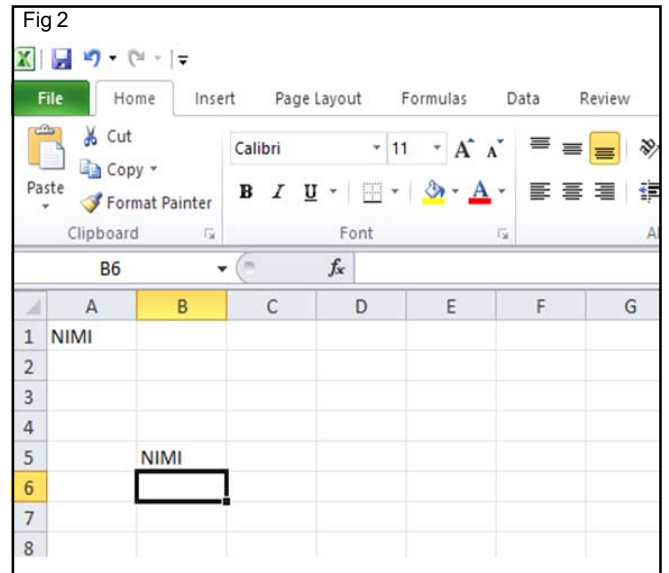 Fig 2
File Home Insert Page Layout Formulas Data Review
Cut
Copy
Paste
Format Painter
Clipboard
Calibri 11 A A
B I U A
Font
B6 fx
A B C D E F G
1 NIMI
2
3
4
5 NIMI
6
7
8